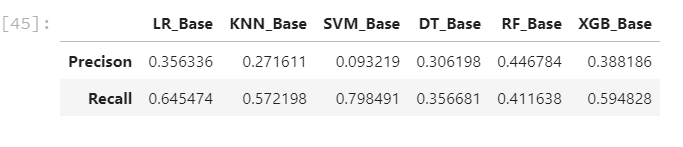 [45]: LR_Base KNN_Base SVM_Base DT_Base RF_Base XGB_Base
Precison 0.356336 0.271611 0.093219 0.306198 0.446784 0.388186
Recall 0.645474 0.572198 0.798491 0.356681 0.411638 0.594828